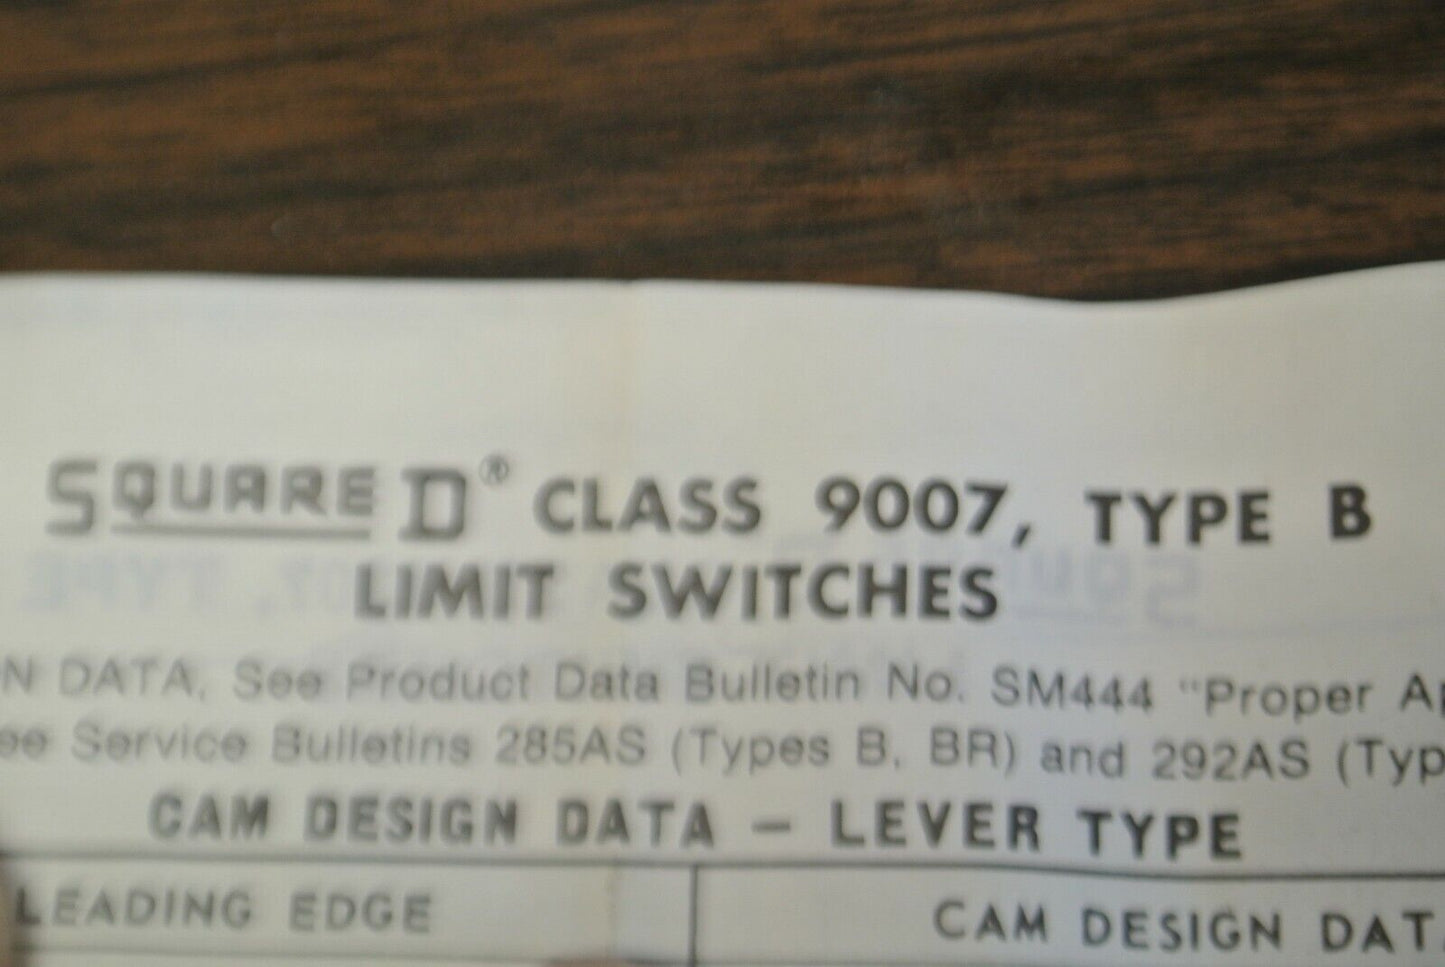 SQUARE D® CLASS 9007, TYPE B
LIMIT SWITCHES
N DATA, See Product Data Bulletin No. SM444 "Proper Ap
ee Service Bulletins 285AS (Types B, BR) and 292AS (Typ
CAM DESIGN DATA – LEVER TYPE
LEADING EDGE
CAM DESIGN DAT